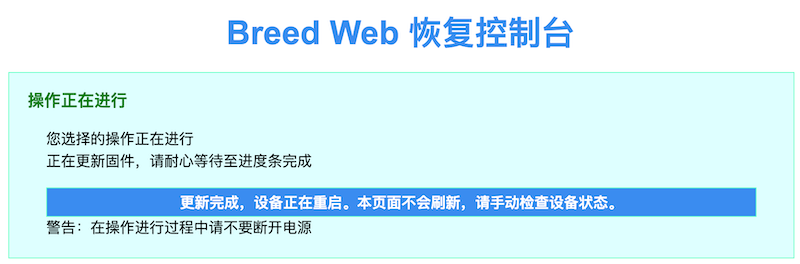 Breed Web 恢复控制台
操作正在进行
您选择的操作正在进行
正在更新固件，请耐心等待至进度条完成
更新完成，设备正在重启。本页面不会刷新，请手动检查设备状态。
警告：在操作进行过程中请不要断开电源